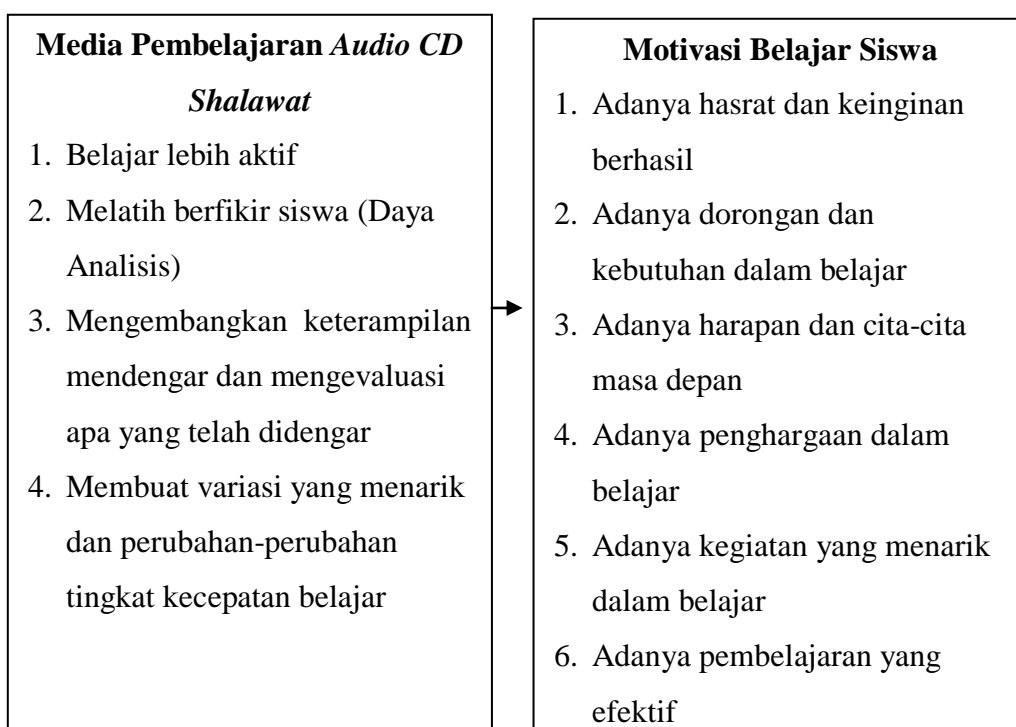 Media Pembelajaran Audio CD
Shalawat
1. Belajar lebih aktif
2. Melatih berfikir siswa (Daya
Analisis)
3. Mengembangkan keterampilan
mendengar dan mengevaluasi
apa yang telah didengar
4. Membuat variasi yang menarik
dan perubahan-perubahan
tingkat kecepatan belajar
Motivasi Belajar Siswa
1. Adanya hasrat dan keinginan
berhasil
2. Adanya dorongan dan
kebutuhan dalam belajar
3. Adanya harapan dan cita-cita
masa depan
4. Adanya penghargaan dalam
belajar
5. Adanya kegiatan yang menarik
dalam belajar
6. Adanya pembelajaran yang
efektif